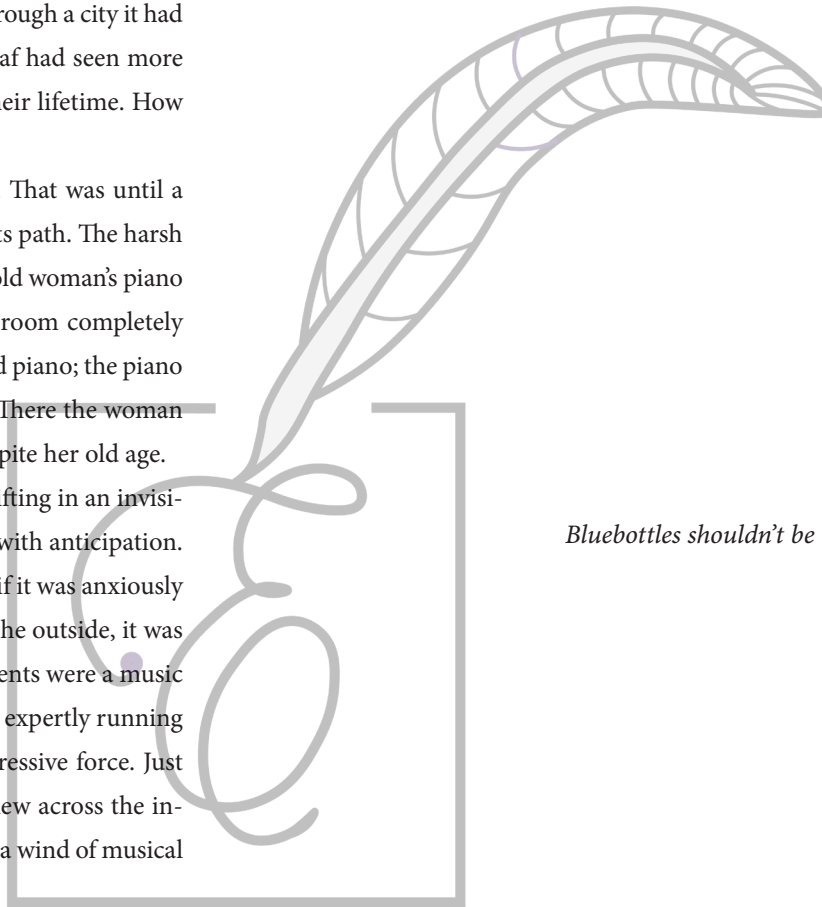 rough a city it had
af had seen more
heir lifetime. How
That was until a
ts path. The harsh
old woman’s piano
room completely
d piano; the piano
There the woman
pite her old age.
ifting in an invisi-
with anticipation.
if it was anxiously
he outside, it was
ents were a music
expertly running
ressive force. Just
ew across the in-
a wind of musical
Bluebottles shouldn’t be